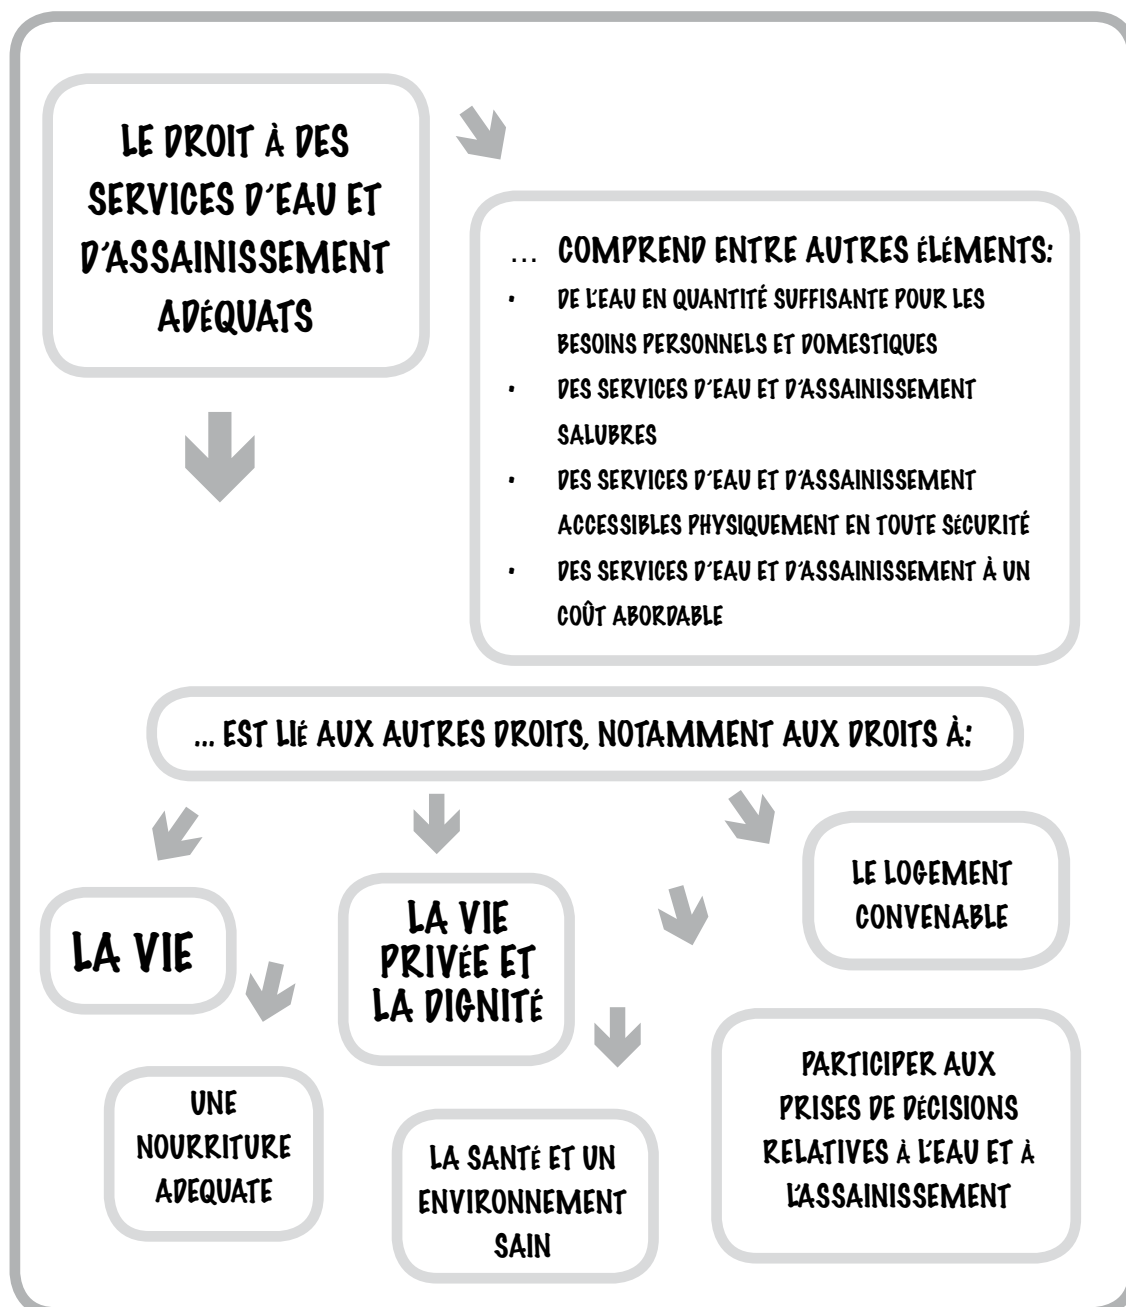 LE DROIT À DES
SERVICES D'EAU ET
D'ASSAINISSEMENT
ADÉQUATS
... COMPREND ENTRE AUTRES ÉLÉMENTS:
• DE L'EAU EN QUANTITÉ SUFFISANTE POUR LES
BESOINS PERSONNELS ET DOMESTIQUES
• DES SERVICES D'EAU ET D'ASSAINISSEMENT
SALUBRES
• DES SERVICES D'EAU ET D'ASSAINISSEMENT
ACCESSIBLES PHYSIQUEMENT EN TOUTE SÉCURITÉ
• DES SERVICES D'EAU ET D'ASSAINISSEMENT À UN
COÛT ABORDABLE
... EST LIÉ AUX AUTRES DROITS, NOTAMMENT AUX DROITS À:
LA VIE
UNE
NOURRITURE
ADEQUATE
LA VIE
PRIVÉE ET
LA DIGNITÉ
LA SANTÉ ET UN
ENVIRONNEMENT
SAIN
LE LOGEMENT
CONVENABLE
PARTICIPER AUX
PRISES DE DÉCISIONS
RELATIVES À L'EAU ET À
L'ASSAINISSEMENT